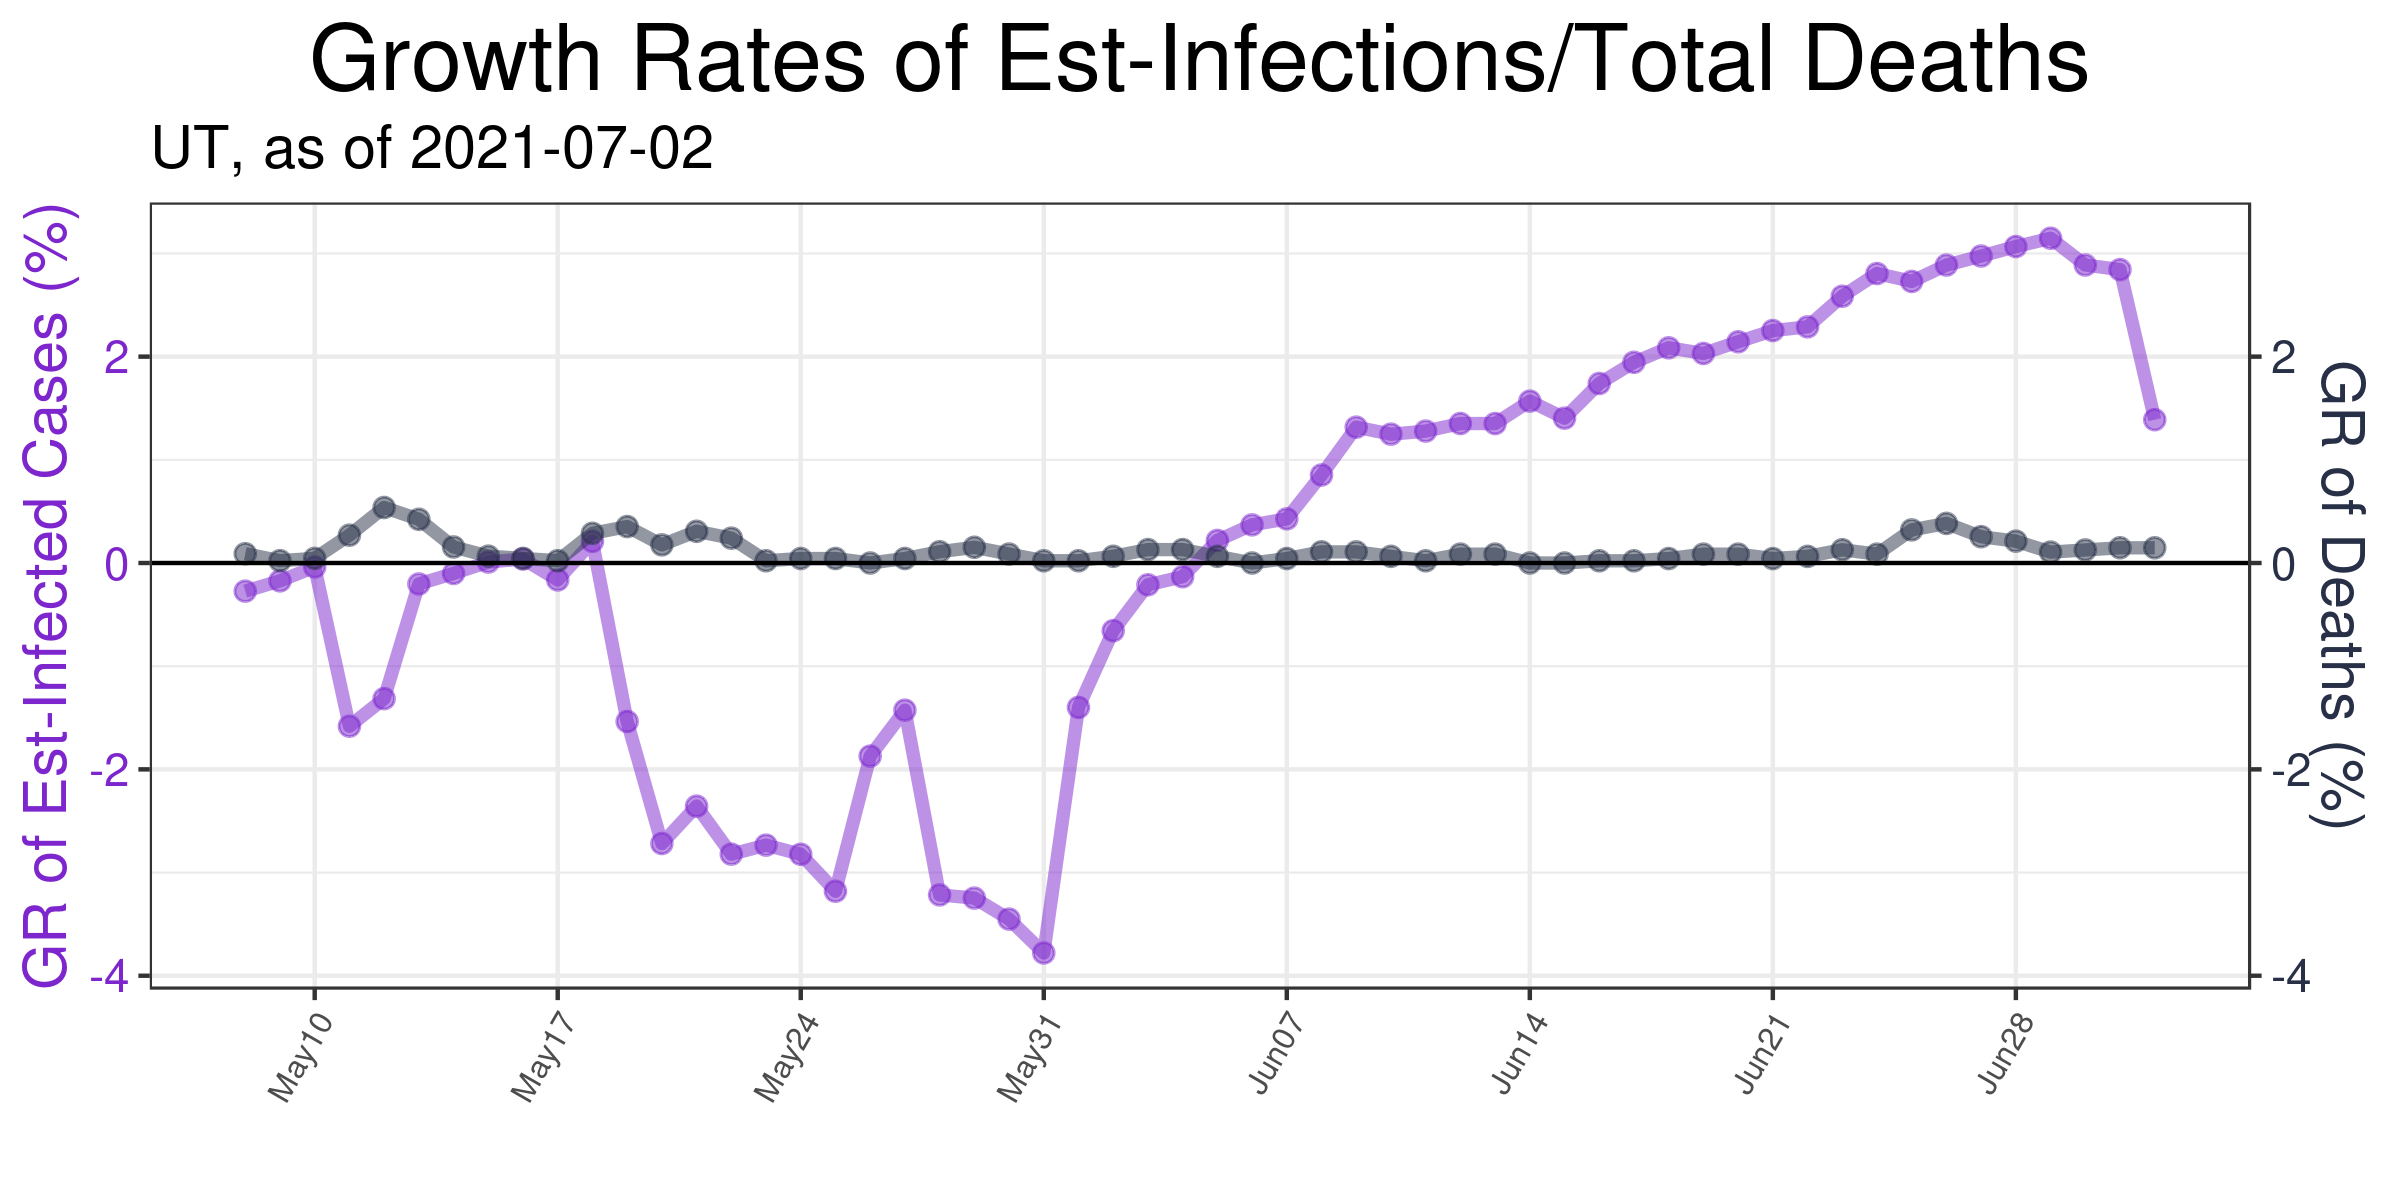 Growth Rates of Est-Infections/Total Deaths
UT, as of 2021-07-02
GR of Est-Infected Cases (%)
2
0
-2
-4
2
0
-2
-4
GR of Deaths (%)
May10
May17
May24
May31
Jun07
Jun14
Jun21
Jun28